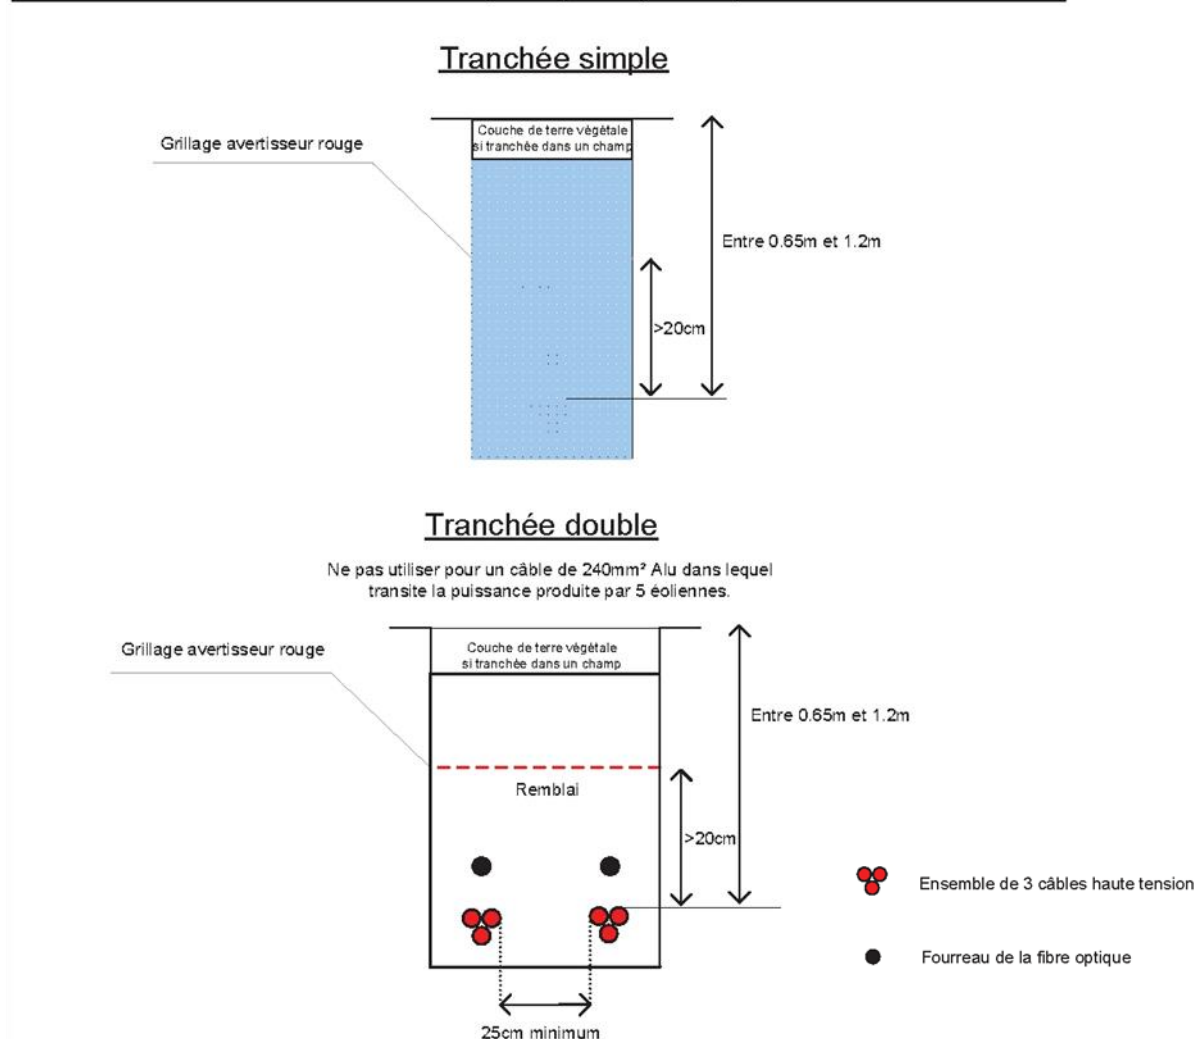 Tranchée simple
Couche de terre végétale
si tranchée dans un champ
Grillage avertisseur rouge
Entre 0.65m et 1.2m
>20cm
Tranchée double
Ne pas utiliser pour un câble de 240mm² Alu dans lequel
transite la puissance produite par 5 éoliennes.
Grillage avertisseur rouge
Couche de terre végétale
si tranchée dans un champ
Entre 0.65m et 1.2m
Remblai
>20cm
Ensemble de 3 câbles haute tension
Fourreau de la fibre optique
25cm minimum